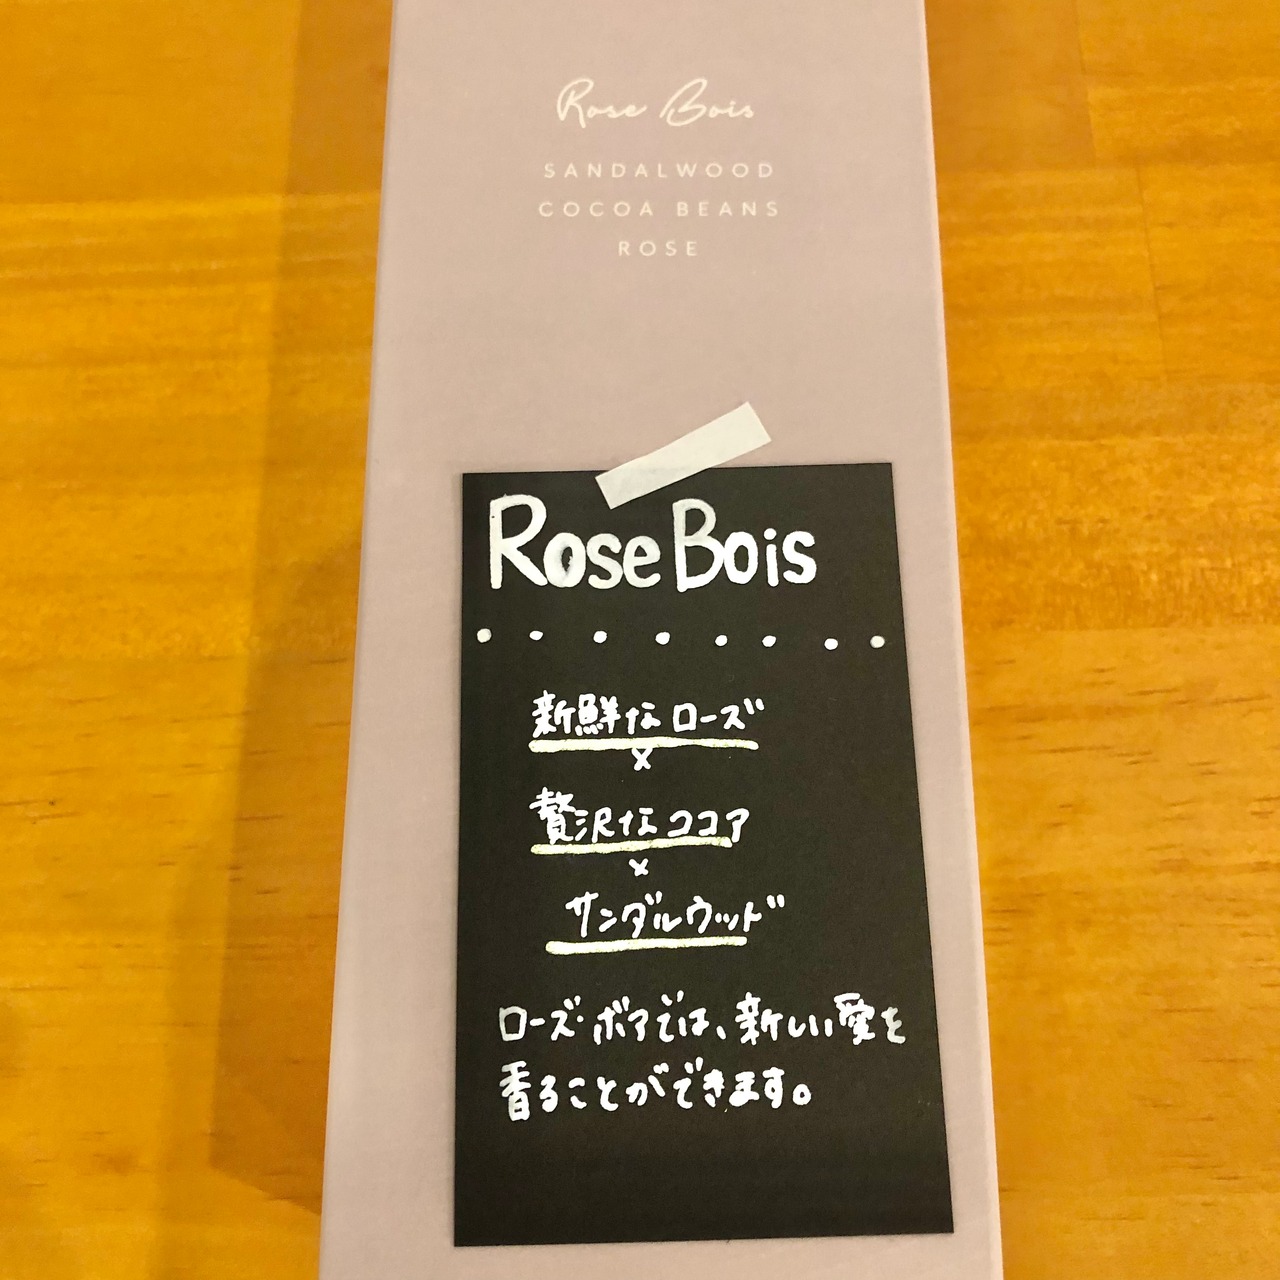 Rose Bois
SANDALWOOD
COCOA BEANS
ROSE
Rose Bois
新鮮なローズ
×
贅沢なココア
×
サンダルウッド
ローズ・ボアでは、新しい愛を
香ることができます。